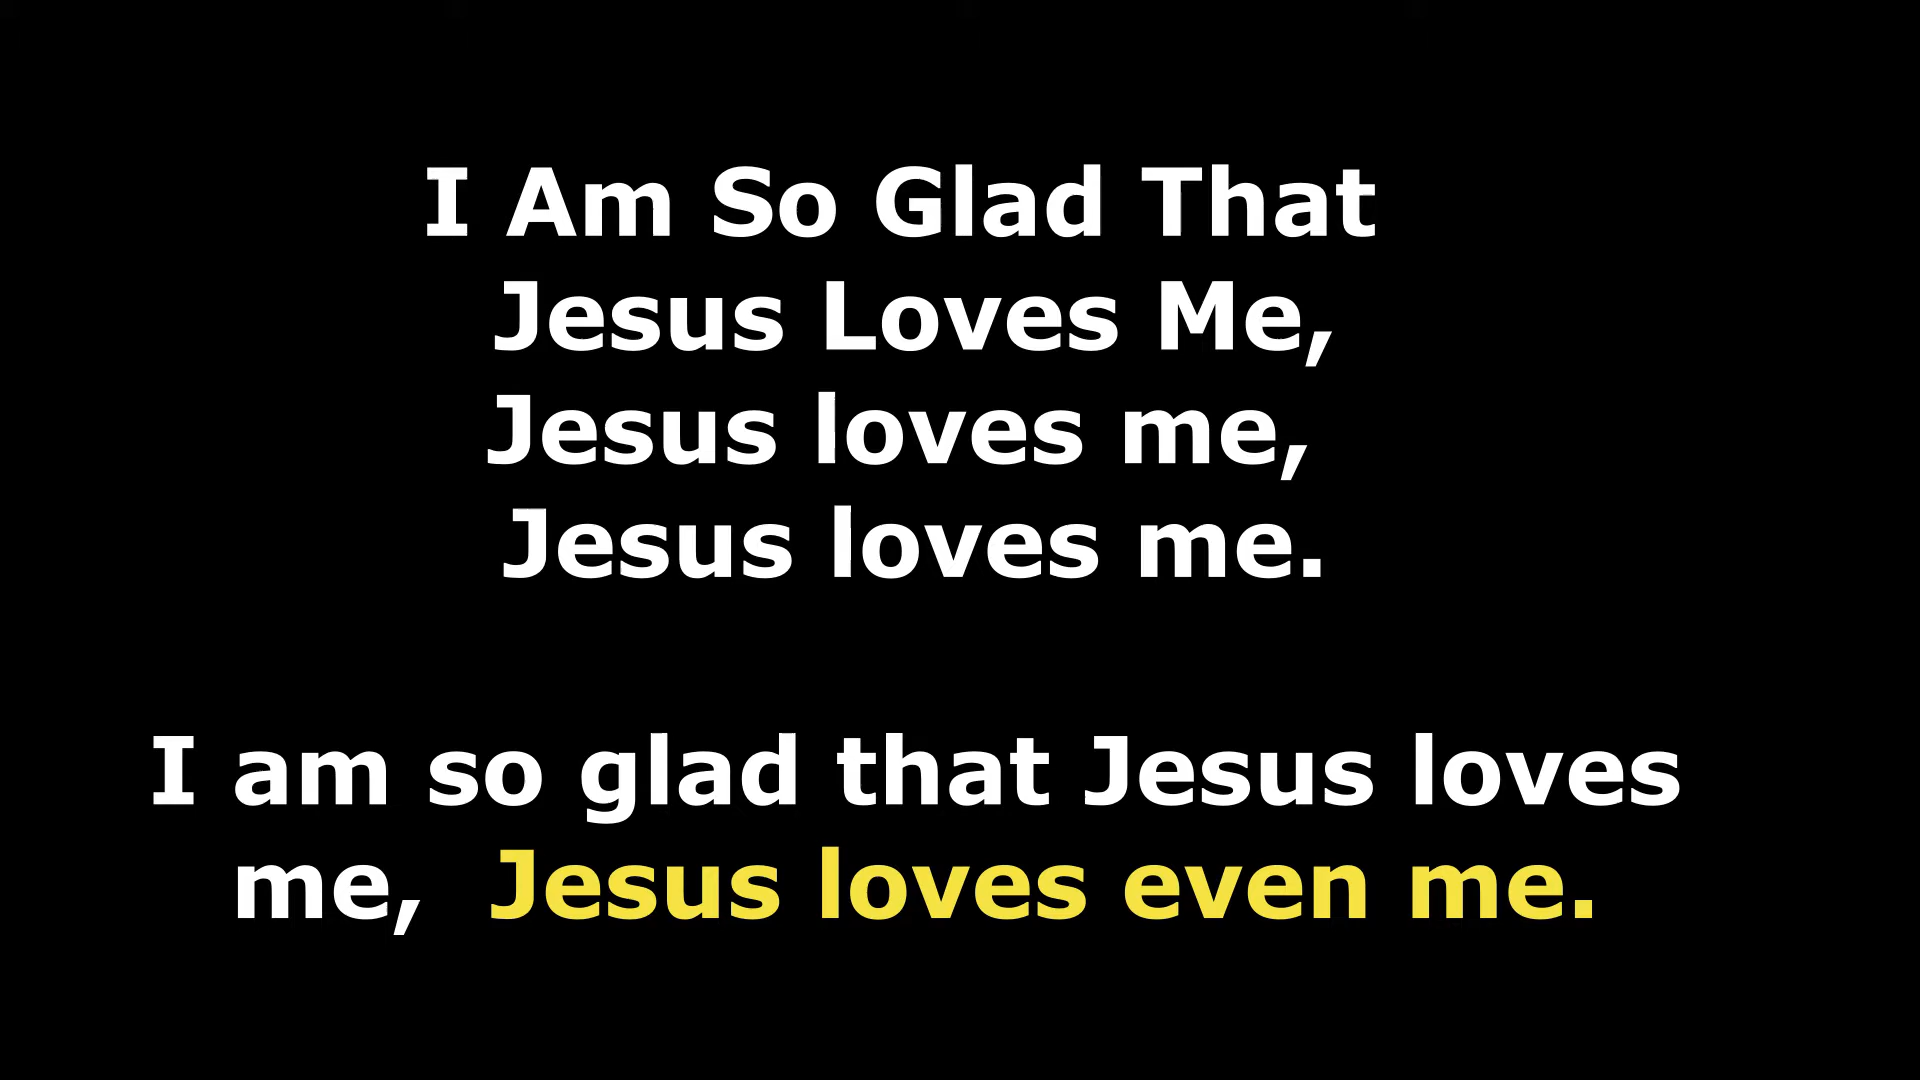 I Am So Glad That
Jesus Loves Me,
Jesus loves me,
Jesus loves me.
I am so glad that Jesus loves
me, Jesus loves even me.